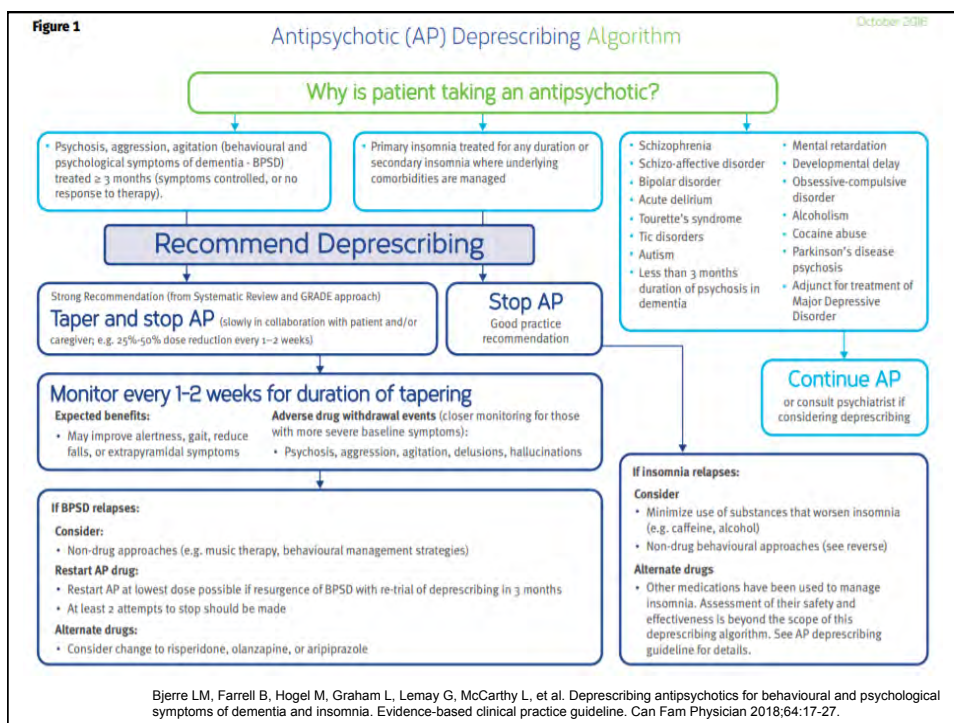 Figure 1
October 2016
Antipsychotic (AP) Deprescribing Algorithm
Why is patient taking an antipsychotic?
• Psychosis, aggression, agitation (behavioural and
psychological symptoms of dementia - BPSD)
treated ≥ 3 months (symptoms controlled, or no
response to therapy).
• Primary insomnia treated for any duration or
secondary insomnia where underlying
comorbidities are managed
• Schizophrenia
• Schizo-affective disorder
• Bipolar disorder
• Acute delirium
• Tourette's syndrome
• Tic disorders
• Autism
• Less than 3 months
duration of psychosis in
dementia
• Mental retardation
• Developmental delay
• Obsessive-compulsive
disorder
• Alcoholism
• Cocaine abuse
• Parkinson's disease
psychosis
• Adjunct for treatment of
Major Depressive
Disorder
Recommend Deprescribing
Strong Recommendation (from Systematic Review and GRADE approach)
Taper and stop AP (slowly in collaboration with patient and/or
caregiver; e.g. 25%-50% dose reduction every 1–2 weeks)
Stop AP
Good practice
recommendation
Continue AP
or consult psychiatrist if
considering deprescribing
Monitor every 1-2 weeks for duration of tapering
Expected benefits:
• May improve alertness, gait, reduce
falls, or extrapyramidal symptoms
Adverse drug withdrawal events (closer monitoring for those
with more severe baseline symptoms):
• Psychosis, aggression, agitation, delusions, hallucinations
If BPSD relapses:
Consider:
• Non-drug approaches (e.g. music therapy, behavioural management strategies)
Restart AP drug:
• Restart AP at lowest dose possible if resurgence of BPSD with re-trial of deprescribing in 3 months
• At least 2 attempts to stop should be made
Alternate drugs:
• Consider change to risperidone, olanzapine, or aripiprazole
If insomnia relapses:
Consider
• Minimize use of substances that worsen insomnia
(e.g. caffeine, alcohol)
• Non-drug behavioural approaches (see reverse)
Alternate drugs
• Other medications have been used to manage
insomnia. Assessment of their safety and
effectiveness is beyond the scope of this
deprescribing algorithm. See AP deprescribing
guideline for details.
Bjerre LM, Farrell B, Hogel M, Graham L, Lemay G, McCarthy L, et al. Deprescribing antipsychotics for behavioural and psychological
symptoms of dementia and insomnia. Evidence-based clinical practice guideline. Can Fam Physician 2018;64:17-27.